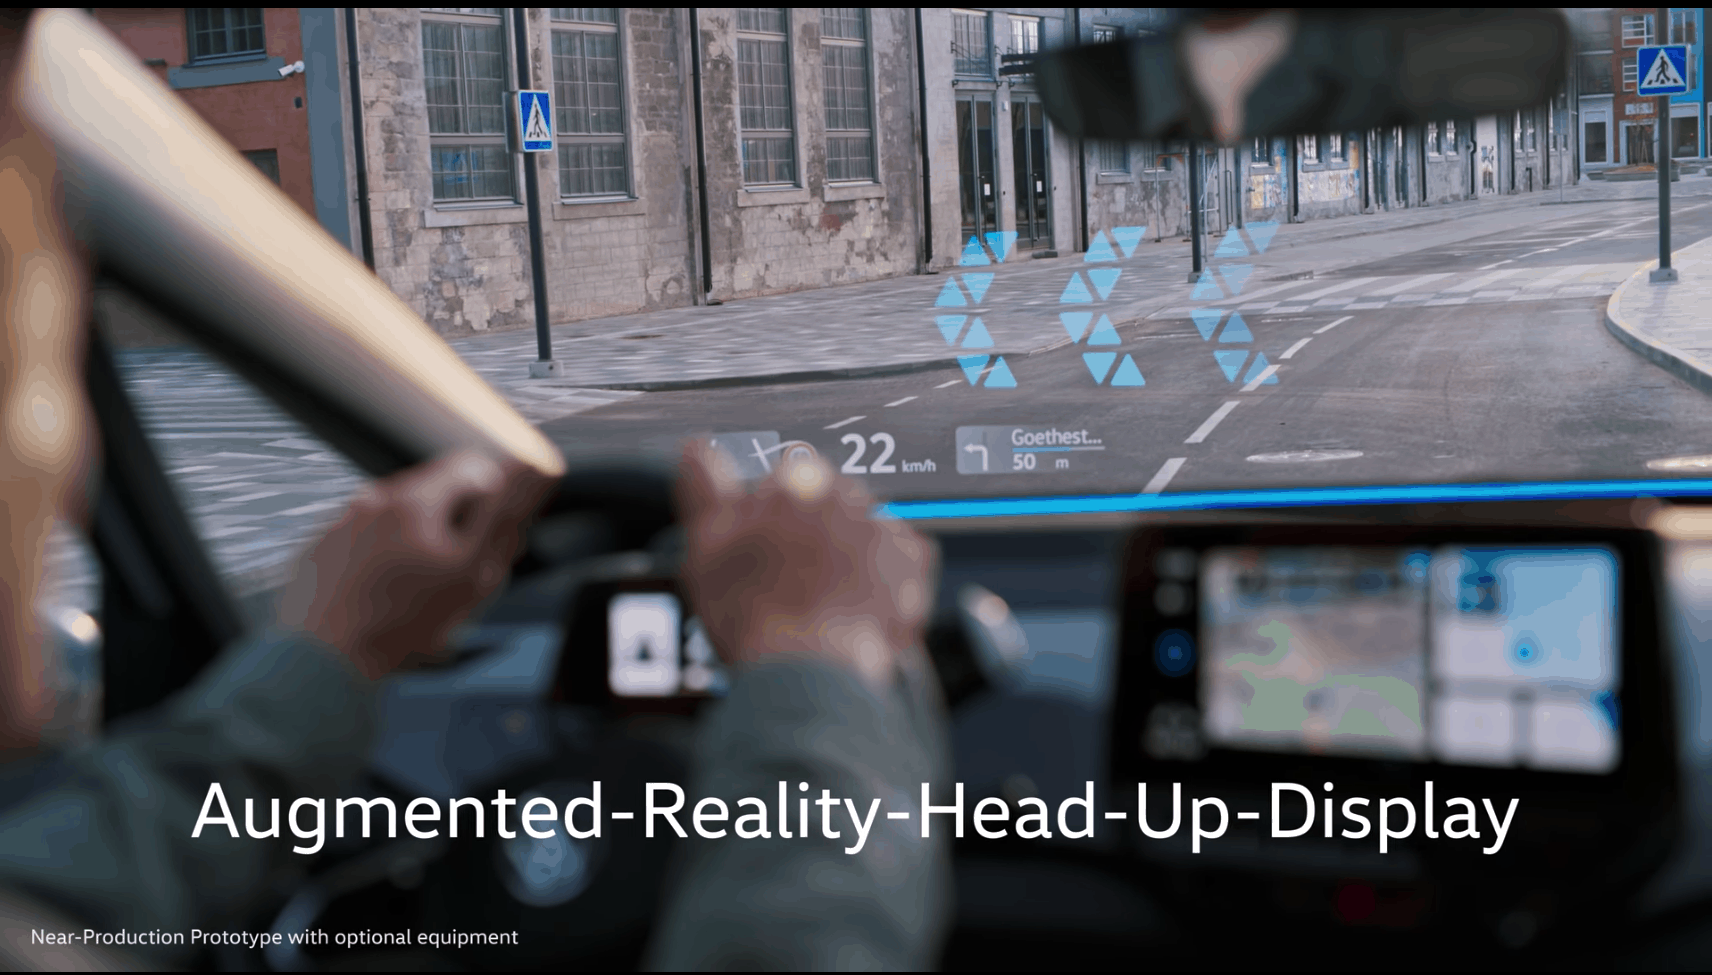 22 km/h
Goethest...
50 m
Augmented-Reality-Head-Up-Display
Near-Production Prototype with optional equipment